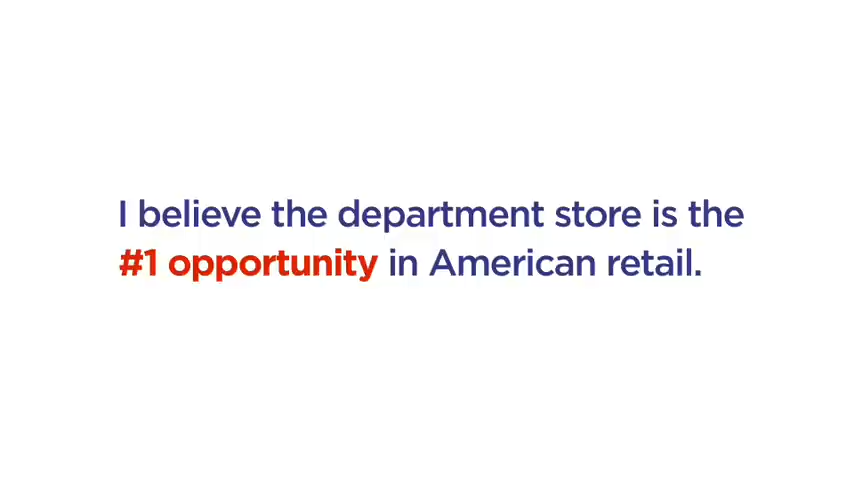 I believe the department store is the
#1 opportunity in American retail.